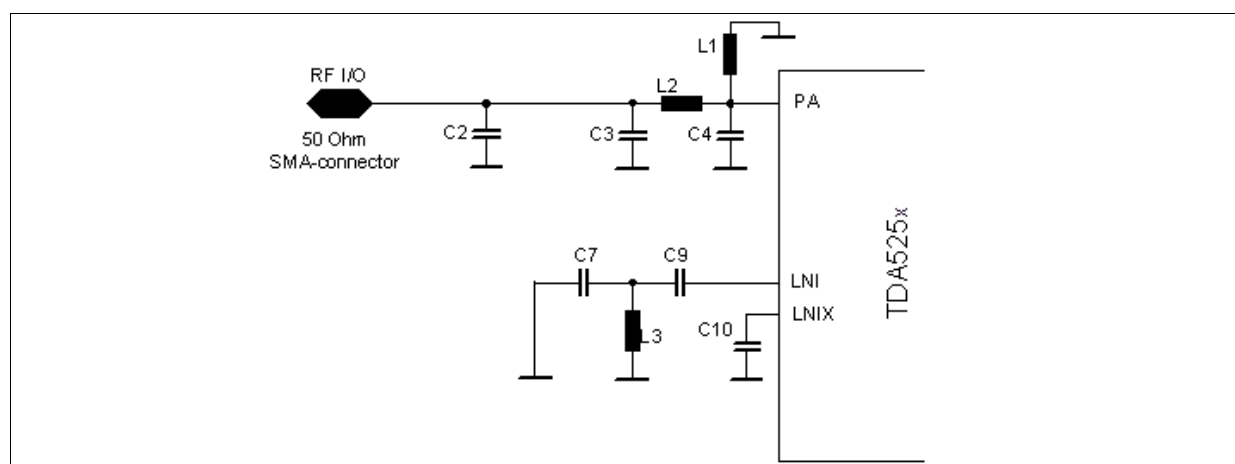 L1
RF I/O
L2
PA
C2
C3
C4
50 Ohm
SMA-connector
TDA525x
C7
C9
LNI
LNIX
L3
C10